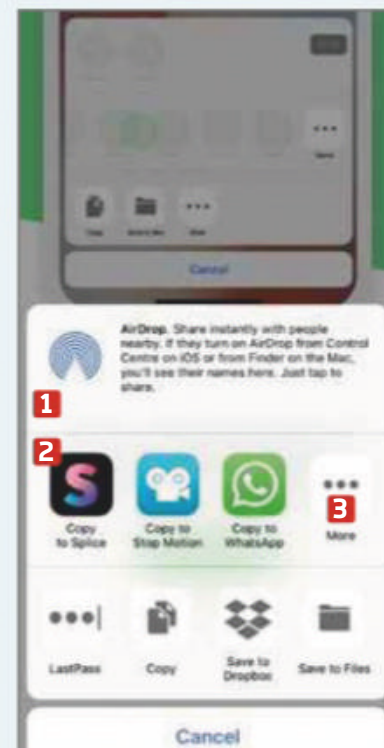 Cancel
AirDrop. Share instantly with people
nearby. If they turn on AirDrop from Control
Centre on iOS or from Finder on the Mac,
you'll see their names here. Just tap to
share.
1
2
3
Copy to Splice
Copy to Stop Motion
Copy to WhatsApp
More
LastPass
Copy
Save to Dropbox
Save to Files
Cancel